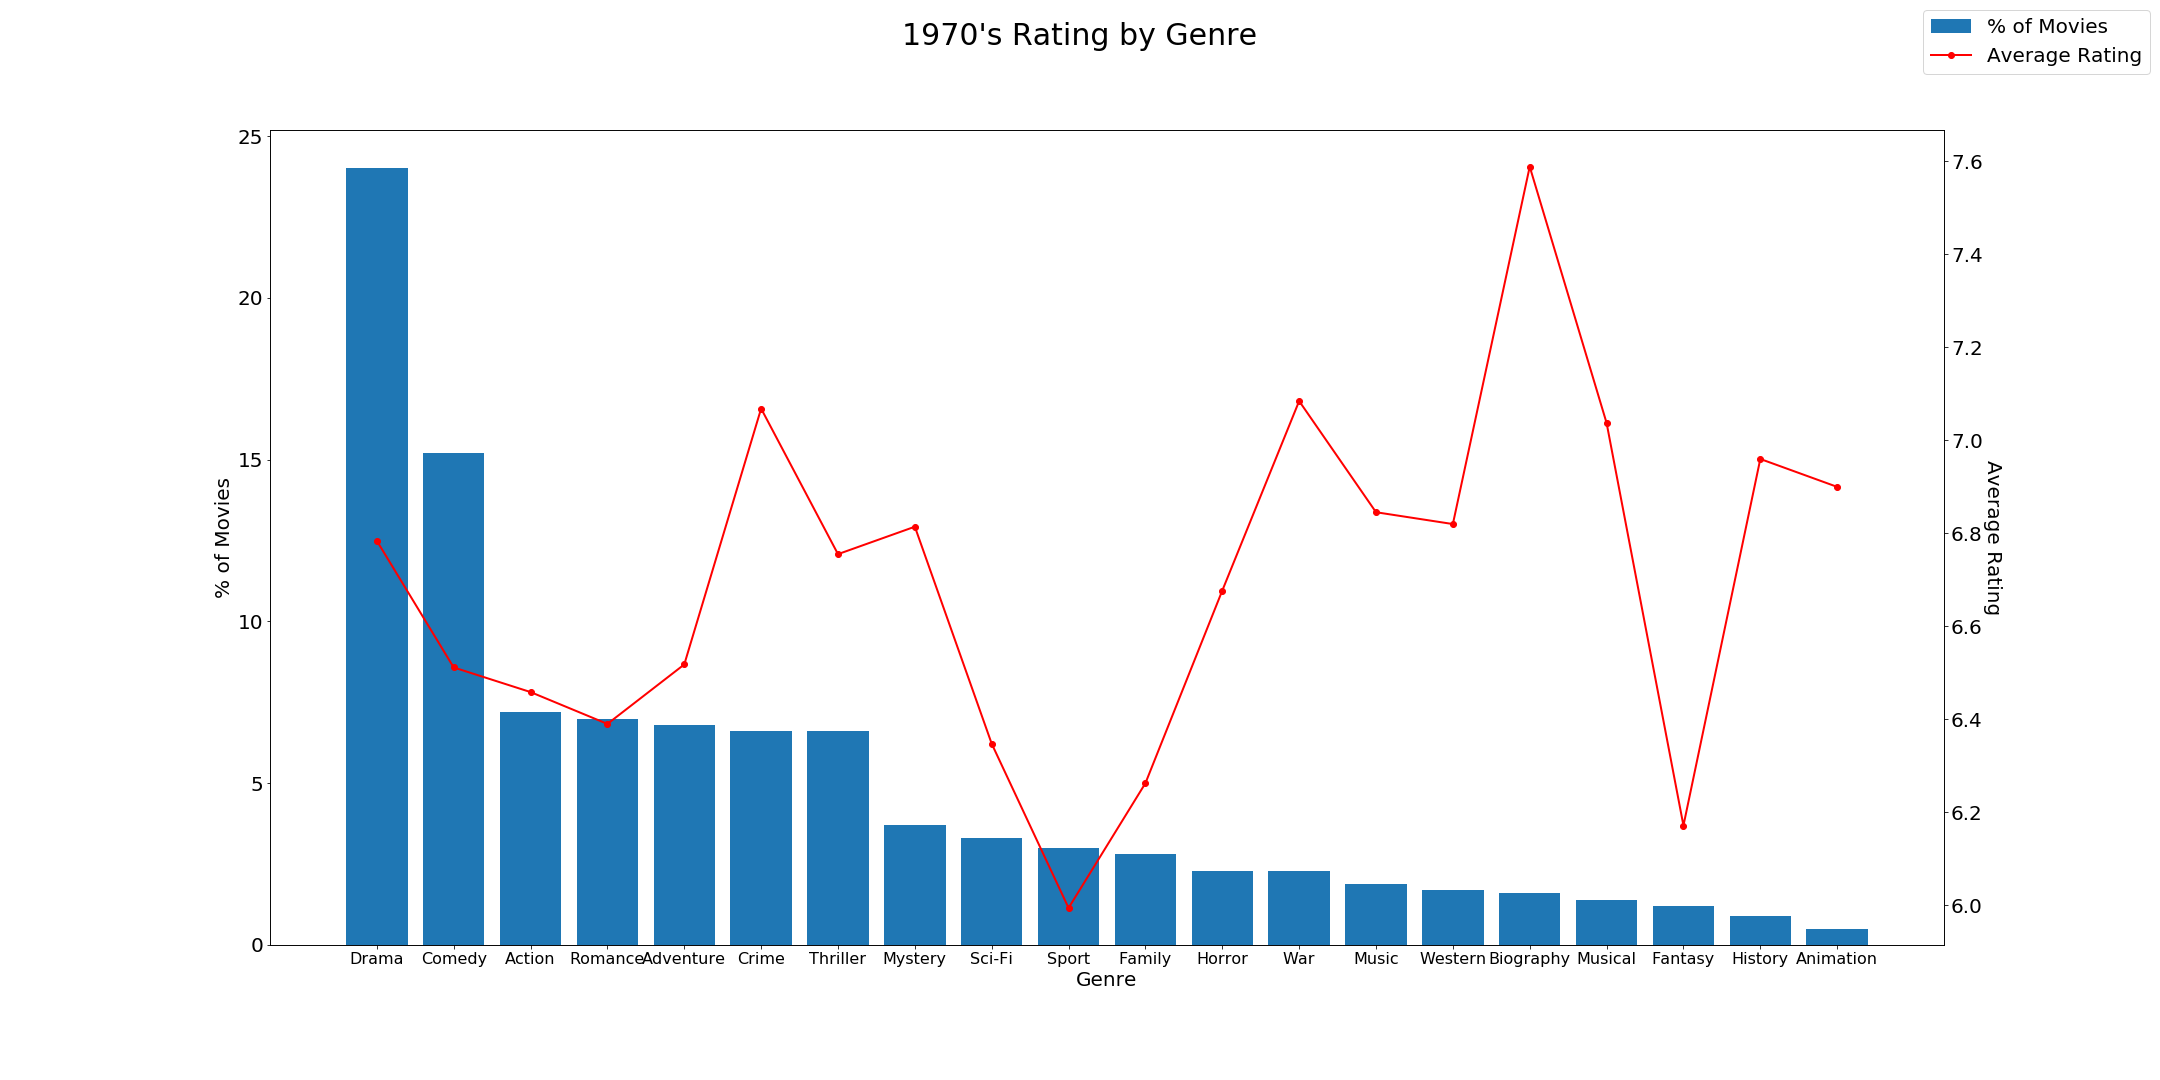 1970's Rating by Genre
% of Movies
Average Rating
25
20
15
10
5
0
% of Movies
7.6
7.4
7.2
7.0
6.8
6.6
6.4
6.2
6.0
Average Rating
Drama Comedy Action Romance Adventure Crime Thriller Mystery Sci-Fi Sport Family Horror War Music Western Biography Musical Fantasy History Animation
Genre